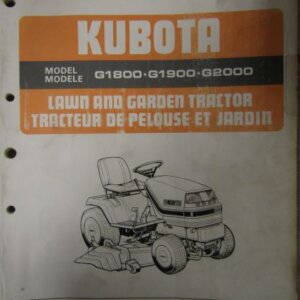 KUBOTA
MODEL
MODELE G1800·G1900·G2000
LAWN AND GARDEN TRACTOR
TRACTEUR DE PELOUSE ET JARDIN